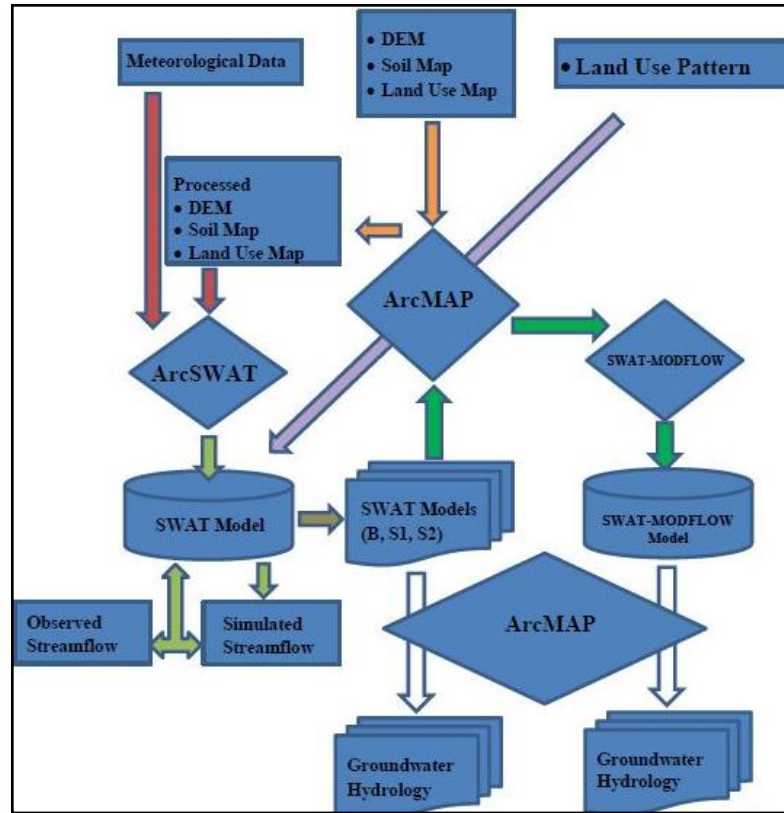 Meteorological Data
• DEM
• Soil Map
• Land Use Map
• Land Use Pattern
Processed
• DEM
• Soil Map
• Land Use Map
ArcMAP
ArcSWAT
SWAT-MODFLOW
SWAT Model
SWAT Models
(B, S1, S2)
SWAT-MODFLOW
Model
Observed
Streamflow
Simulated
Streamflow
ArcMAP
Groundwater
Hydrology
Groundwater
Hydrology